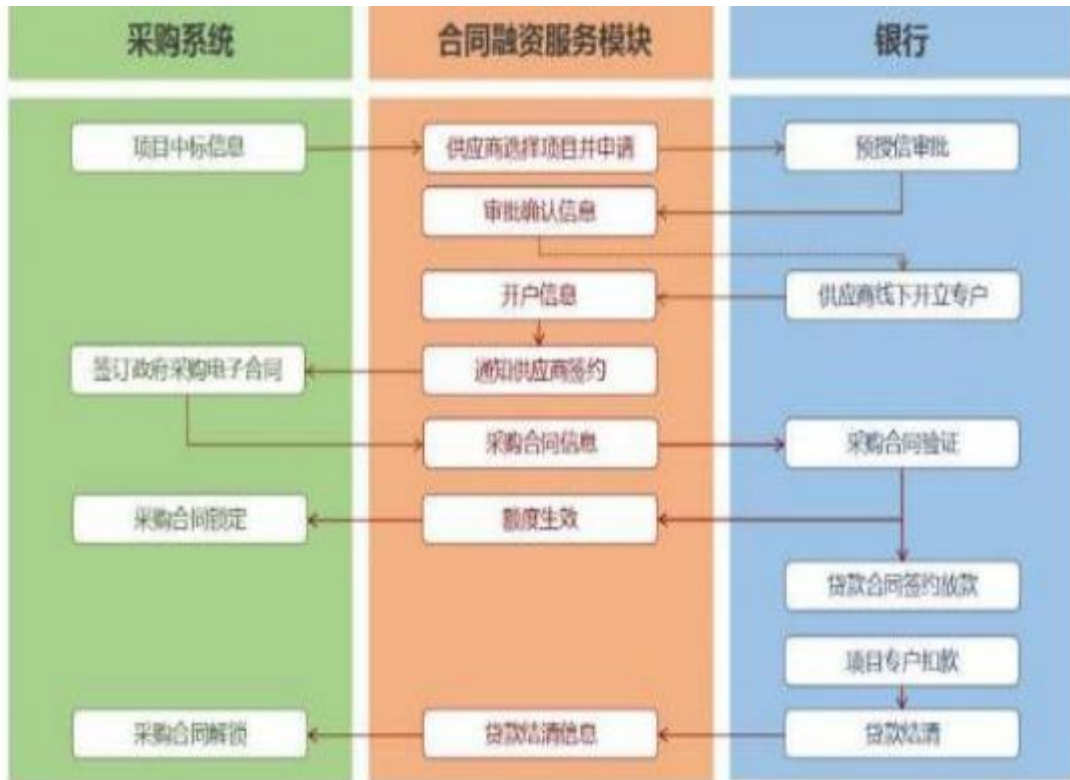 采购系统
合同融资服务模块
银行
项目中标信息
供应商选择项目并申请
预授信审批
审批确认信息
开户信息
供应商线下开立专户
签订政府采购电子合同
通知供应商签约
采购合同信息
采购合同验证
采购合同锁定
额度生效
贷款合同签约放款
项目专户扣款
采购合同解锁
贷款结清信息
贷款结清